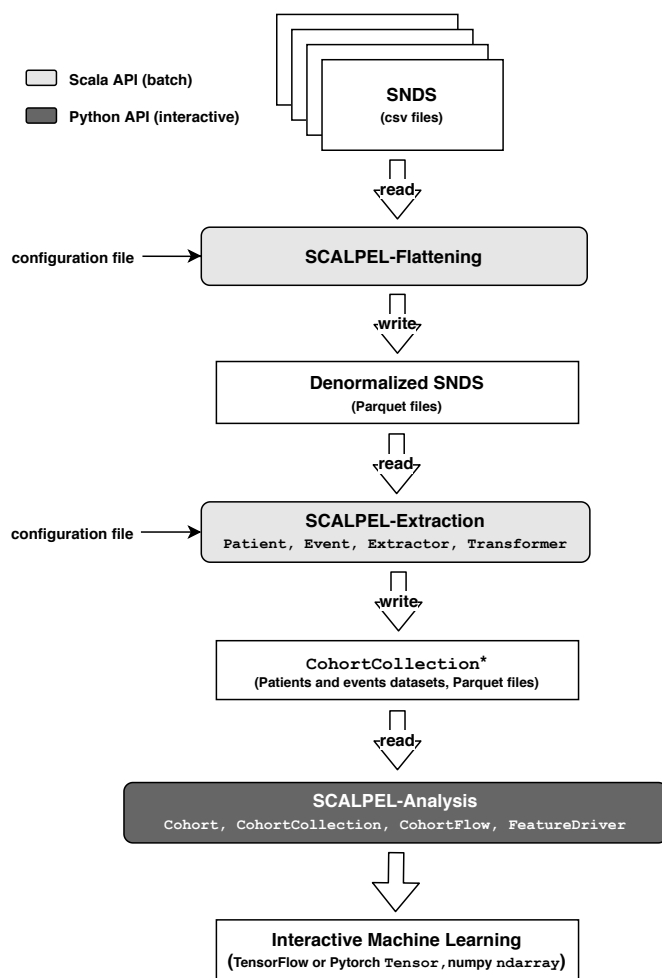 Scala API (batch)
Python API (interactive)
SNDS
(csv files)
read
configuration file
SCALPEL-Flattening
write
Denormalized SNDS
(Parquet files)
read
configuration file
SCALPEL-Extraction
Patient, Event, Extractor, Transformer
write
CohortCollection*
(Patients and events datasets, Parquet files)
read
SCALPEL-Analysis
Cohort, CohortCollection, CohortFlow, FeatureDriver
Interactive Machine Learning
(TensorFlow or Pytorch Tensor, numpy ndarray)